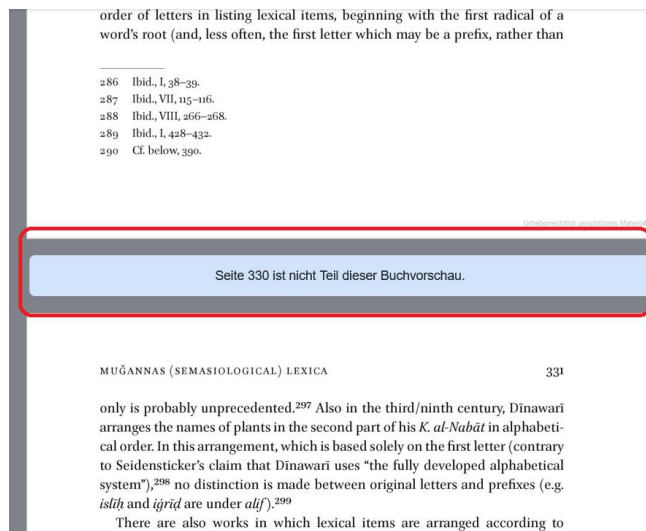 order of letters in listing lexical items, beginning with the first radical of a
word’s root (and, less often, the first letter which may be a prefix, rather than
286 Ibid., I, 38–39.
287 Ibid., VII, 115–116.
288 Ibid., VIII, 266–268.
289 Ibid., I, 428–432.
290 Cf. below, 390.
Urheberrechtlich geschütztes Material
Seite 330 ist nicht Teil dieser Buchvorschau.
MUǦANNAS (SEMASIOLOGICAL) LEXICA 331
only is probably unprecedented.²⁹⁷ Also in the third/ninth century, Dīnawarī
arranges the names of plants in the second part of his K. al-Nabāt in alphabeti-
cal order. In this arrangement, which is based solely on the first letter (contrary
to Seidensticker’s claim that Dīnawarī uses “the fully developed alphabetical
system”),²⁹⁸ no distinction is made between original letters and prefixes (e.g.
islīḥ and iǧrīd are under alif).²⁹⁹
There are also works in which lexical items are arranged according to